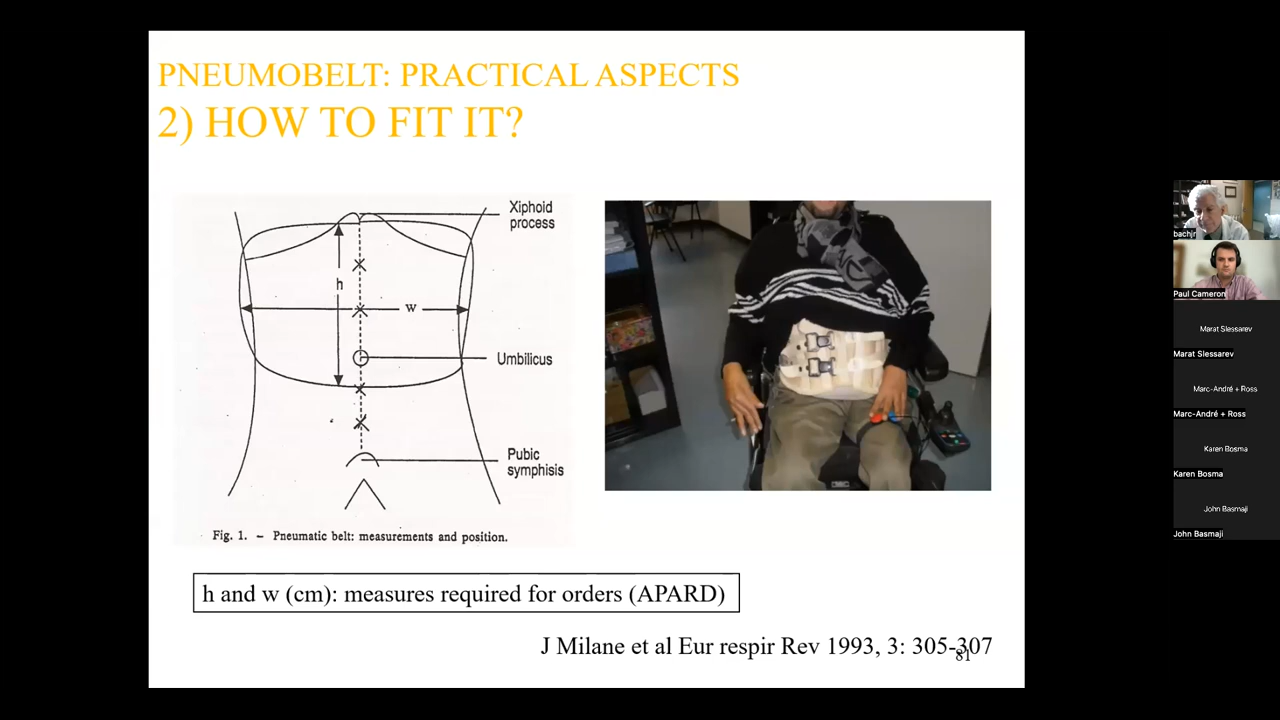 PNEUMOBELT: PRACTICAL ASPECTS
2) HOW TO FIT IT?
Xiphoid
process
h
w
Umbilicus
Pubic
symphisis
Fig. 1. – Pneumatic belt: measurements and position.
h and w (cm): measures required for orders (APARD)
J Milane et al Eur respir Rev 1993, 3: 305-307
81
bachjr
Paul Cameron
Marat Slessarev
Marat Slessarev
Marc-André + Ross
Marc-André + Ross
Karen Bosma
Karen Bosma
John Basmaji
John Basmaji